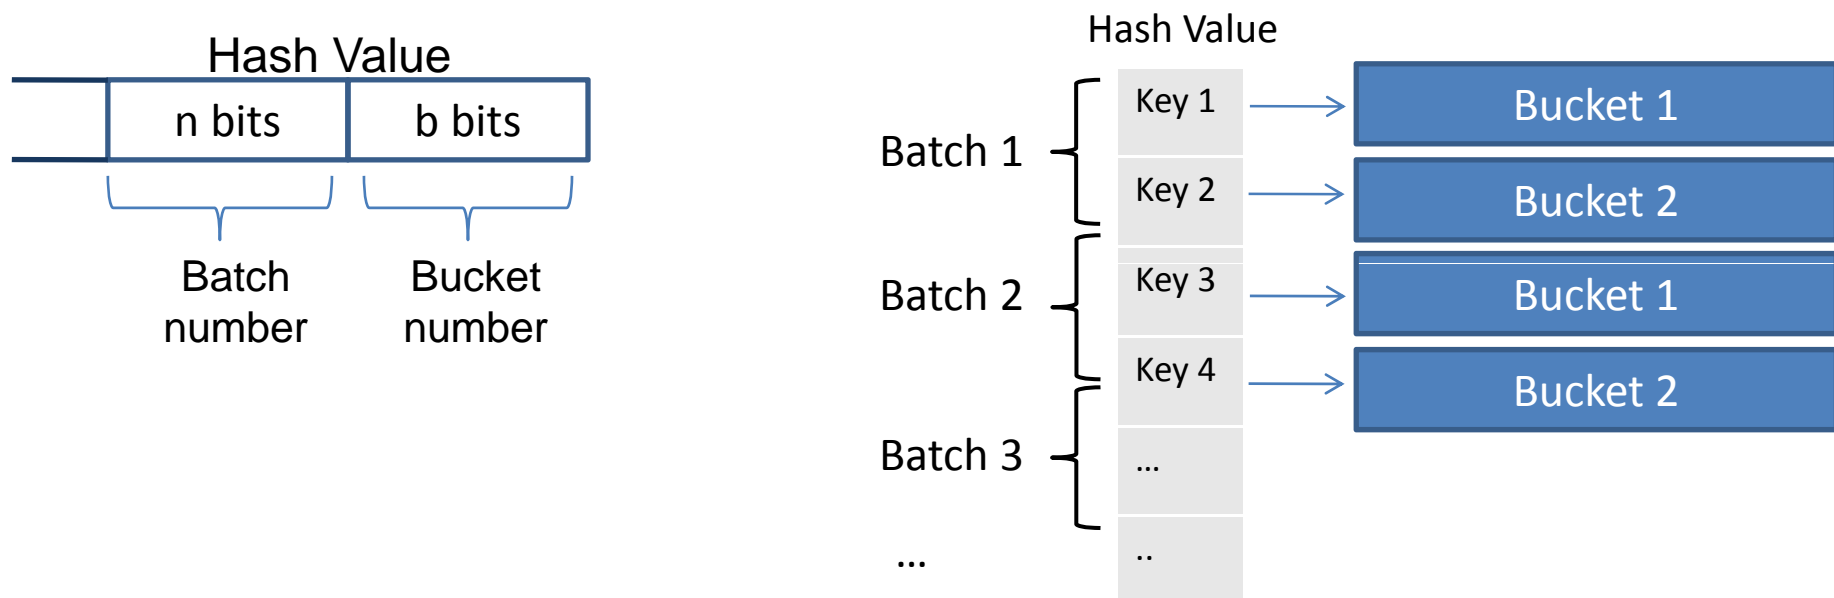 Hash Value
n bits b bits
Batch number
Bucket number
Hash Value
Batch 1
Key 1
Bucket 1
Key 2
Bucket 2
Batch 2
Key 3
Bucket 1
Key 4
Bucket 2
Batch 3
...
...
..